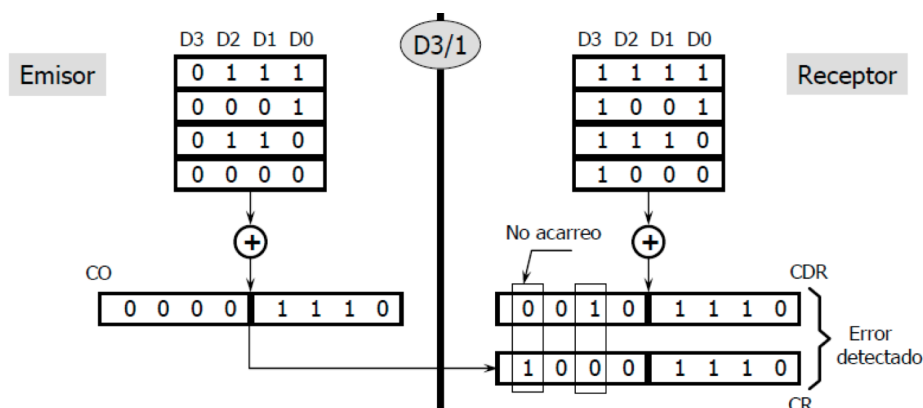 D3 D2 D1 D0
D3/1
D3 D2 D1 D0
Emisor
0 1 1 1
1 1 1 1
Receptor
0 0 0 1
1 0 0 1
0 1 1 0
1 1 1 0
0 0 0 0
1 0 0 0
+
No acarreo
+
CO
CDR
0 0 0 0 1 1 1 0
0 0 1 0 1 1 1 0
Error
detectado
1 0 0 0 1 1 1 0
CR